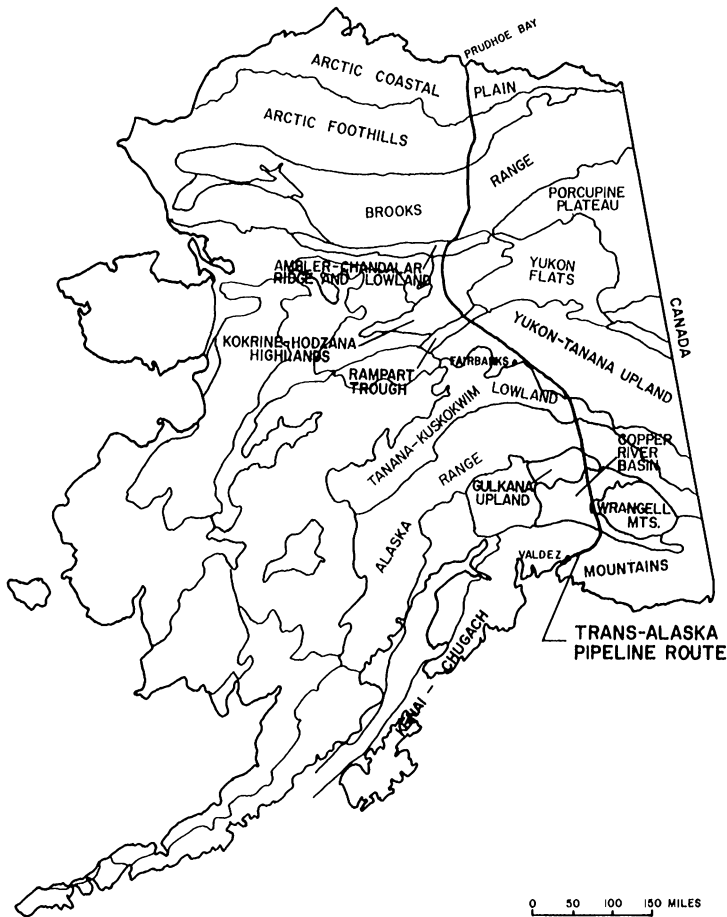 PRUDHOE BAY
ARCTIC COASTAL PLAIN
ARCTIC FOOTHILLS
BROOKS RANGE
PORCUPINE
PLATEAU
AMBLER-CHANDALAR
RIDGE AND LOWLAND
YUKON
FLATS
CANADA
KOKRINE-HODZANA
HIGHLANDS
YUKON-TANANA UPLAND
RAMPART
TROUGH
FAIRBANKS
TANANA-KUSKOKWIM LOWLAND
COPPER
RIVER
BASIN
ALASKA RANGE
GULKANA
UPLAND
WRANGELL
MTS.
VALDEZ
KENAI - CHUGACH MOUNTAINS
TRANS-ALASKA
PIPELINE ROUTE
0 50 100 150 MILES